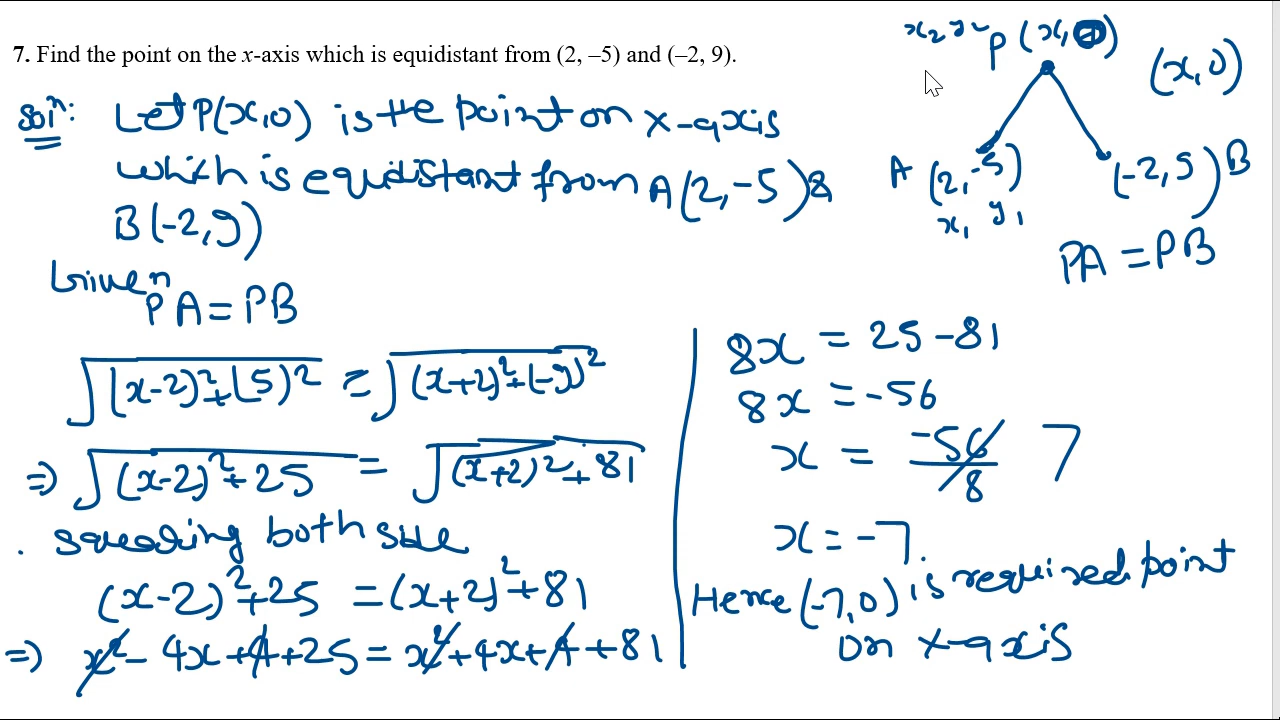 7. Find the point on the x-axis which is equidistant from (2, –5) and (–2, 9).
Solⁿ: Let P(x,0) is the point on x-axis
which is equidistant from A(2,-5) &
B(-2,9)
Given
PA = PB
√(x-2)²+(5)² = √(x+2)²+(-9)²
⇒ √(x-2)²+25 = √(x+2)²+81
. squaring both side
(x-2)²+25 = (x+2)²+81
⇒ x²-4x+4+25 = x²+4x+4+81
x₂ y₂ P(x,0)
(x,0)
A (2,-5)
x₁ y₁
(-2,5) B
PA = PB
8x = 25-81
8x = -56
x = -56/8 7
x = -7.
Hence (-7,0) is required point
on x-axis